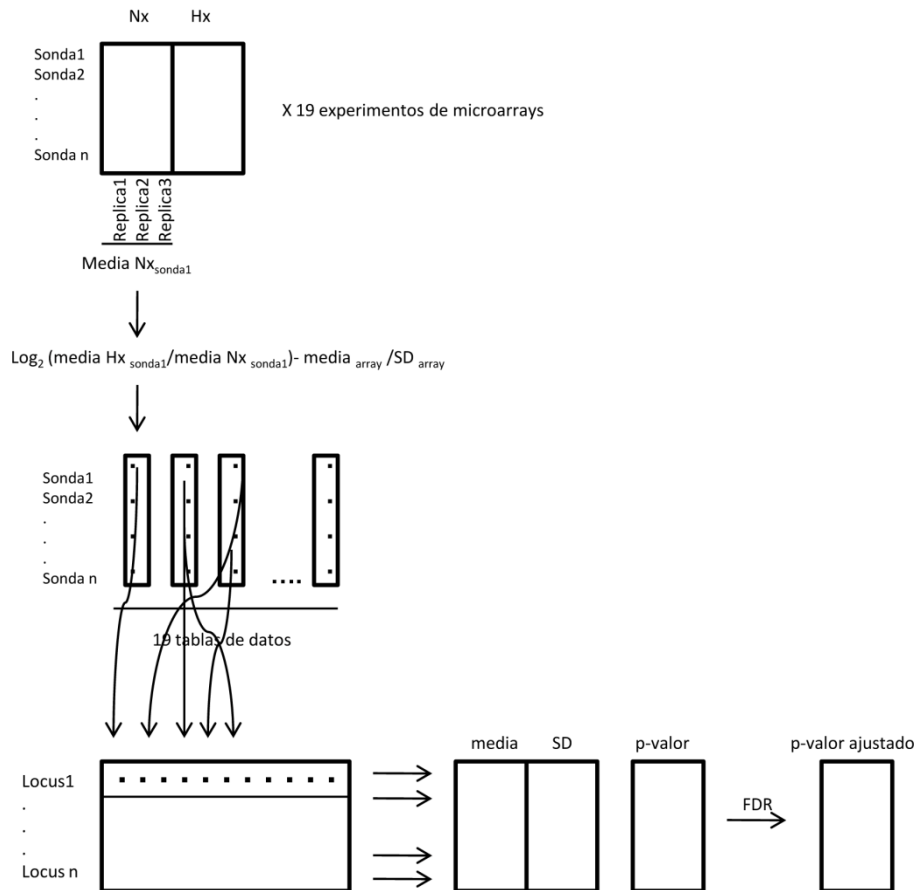 Nx Hx
Sonda1
Sonda2
.
.
.
Sonda n
X 19 experimentos de microarrays
Replica1
Replica2
Replica3
Media Nx sonda1
Log2 (media Hx sonda1/media Nx sonda1)- media array /SD array
Sonda1
Sonda2
.
.
.
Sonda n
....
19 tablas de datos
media SD p-valor p-valor ajustado
Locus1
.
.
.
Locus n
FDR